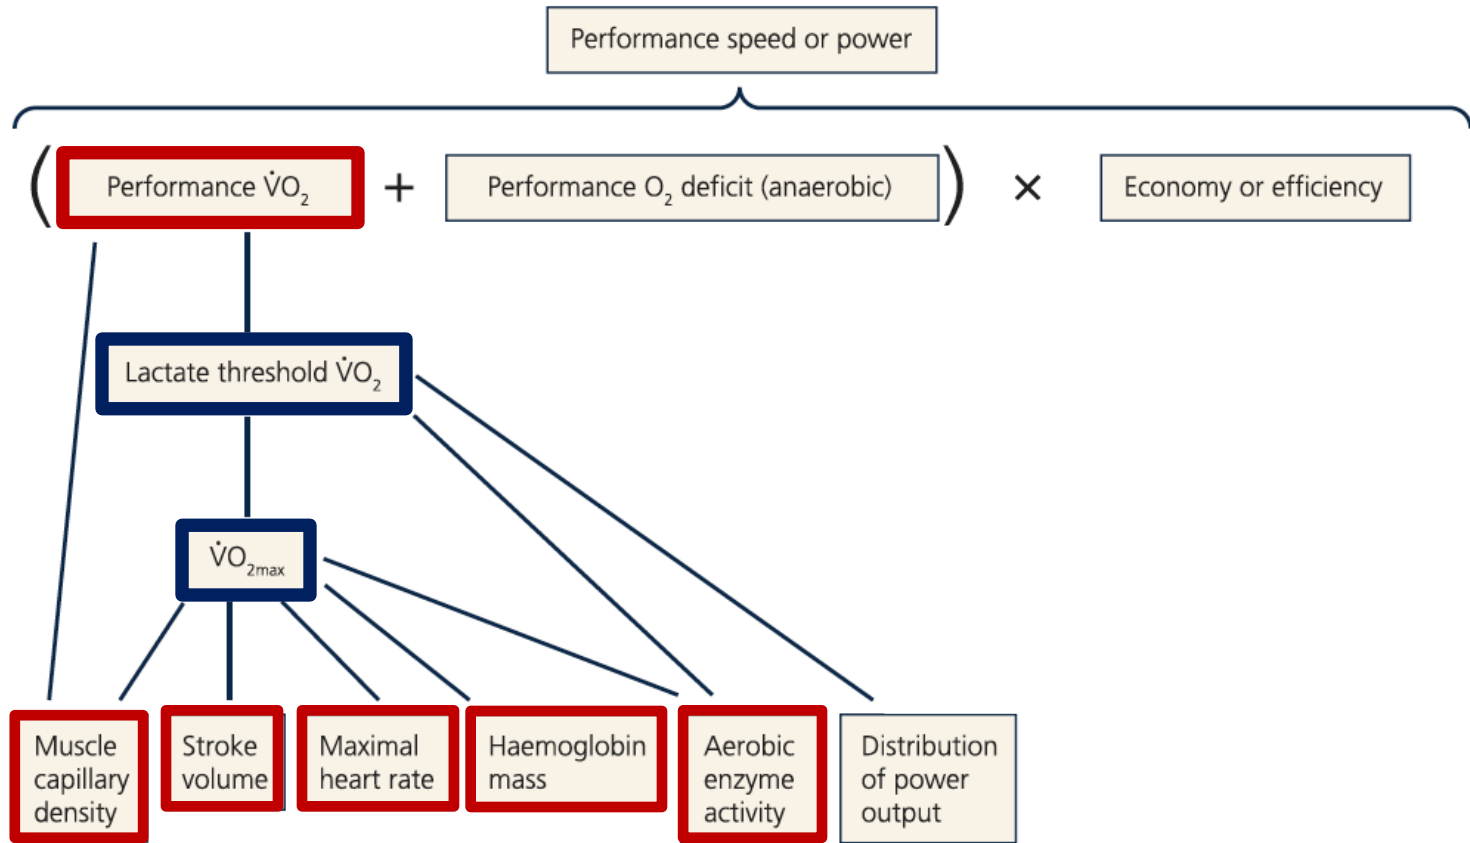 Performance speed or power
( Performance V̇O₂ + Performance O₂ deficit (anaerobic) ) × Economy or efficiency
Lactate threshold V̇O₂
V̇O₂max
Muscle
capillary
density
Stroke
volume
Maximal
heart rate
Haemoglobin
mass
Aerobic
enzyme
activity
Distribution
of power
output